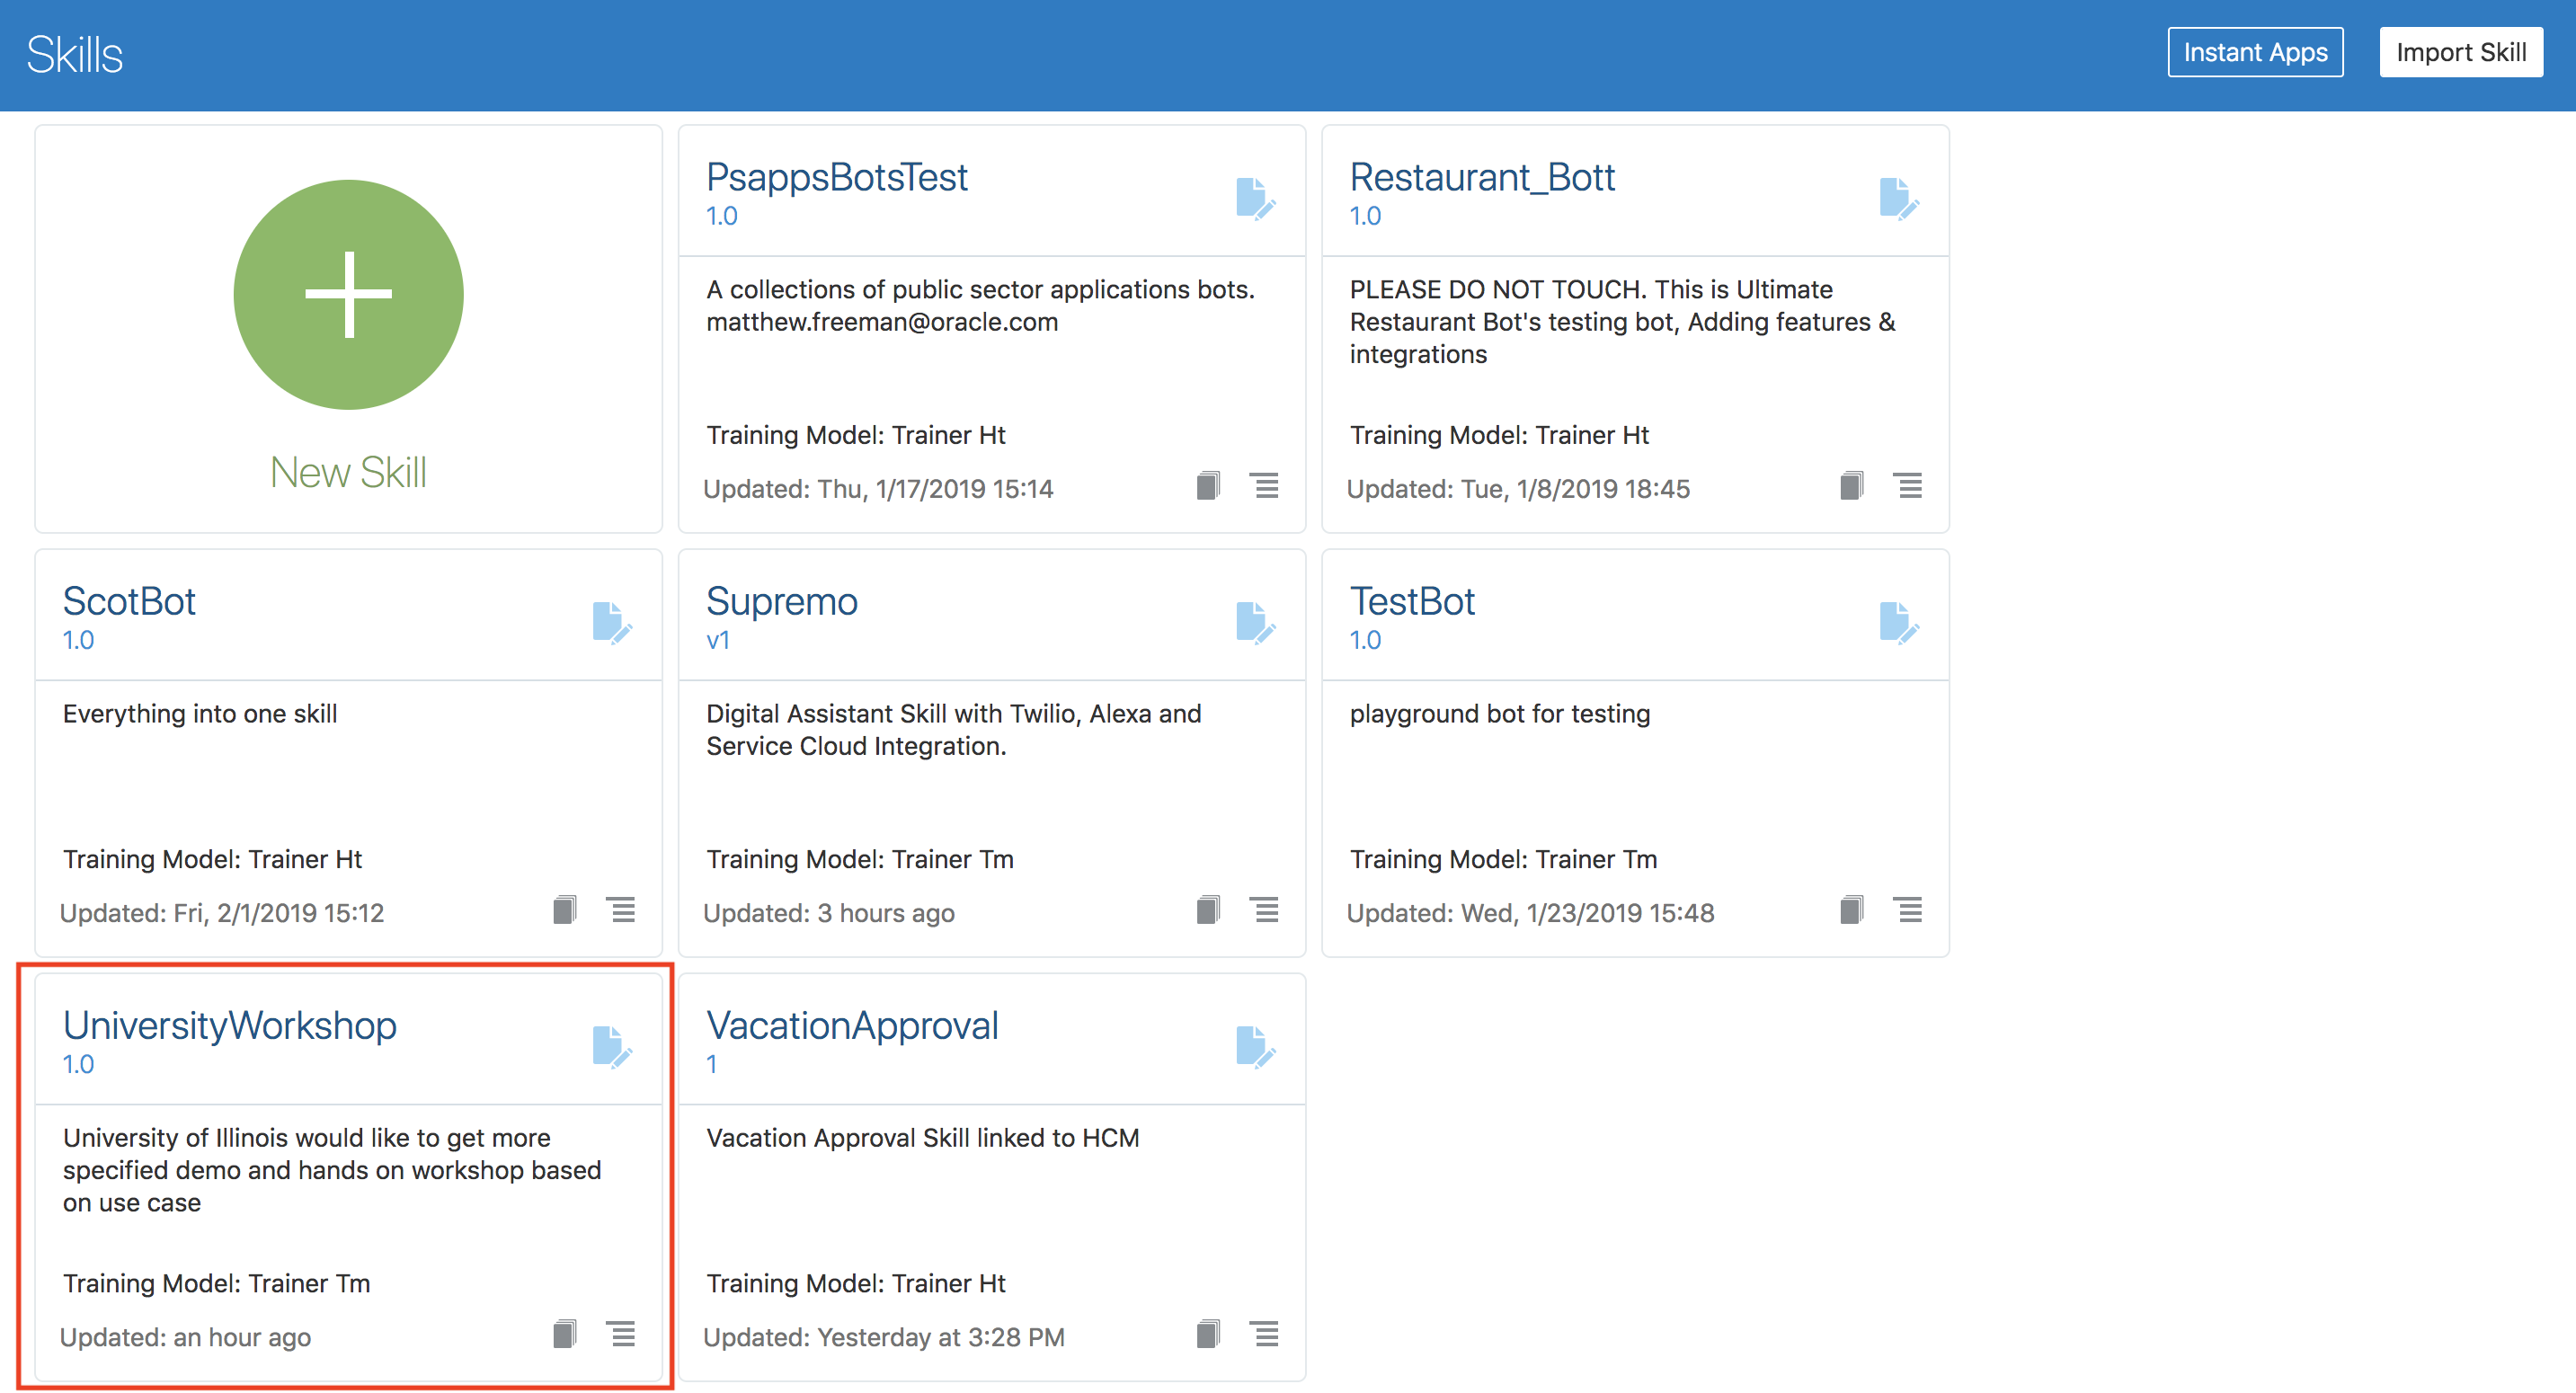 Skills
Instant Apps
Import Skill
New Skill
PsappsBotsTest
1.0
A collections of public sector applications bots.
matthew.freeman@oracle.com
Training Model: Trainer Ht
Updated: Thu, 1/17/2019 15:14
Restaurant_Bott
1.0
PLEASE DO NOT TOUCH. This is Ultimate
Restaurant Bot's testing bot, Adding features &
integrations
Training Model: Trainer Ht
Updated: Tue, 1/8/2019 18:45
ScotBot
1.0
Everything into one skill
Training Model: Trainer Ht
Updated: Fri, 2/1/2019 15:12
Supremo
v1
Digital Assistant Skill with Twilio, Alexa and
Service Cloud Integration.
Training Model: Trainer Tm
Updated: 3 hours ago
TestBot
1.0
playground bot for testing
Training Model: Trainer Tm
Updated: Wed, 1/23/2019 15:48
UniversityWorkshop
1.0
University of Illinois would like to get more
specified demo and hands on workshop based
on use case
Training Model: Trainer Tm
Updated: an hour ago
VacationApproval
1
Vacation Approval Skill linked to HCM
Training Model: Trainer Ht
Updated: Yesterday at 3:28 PM